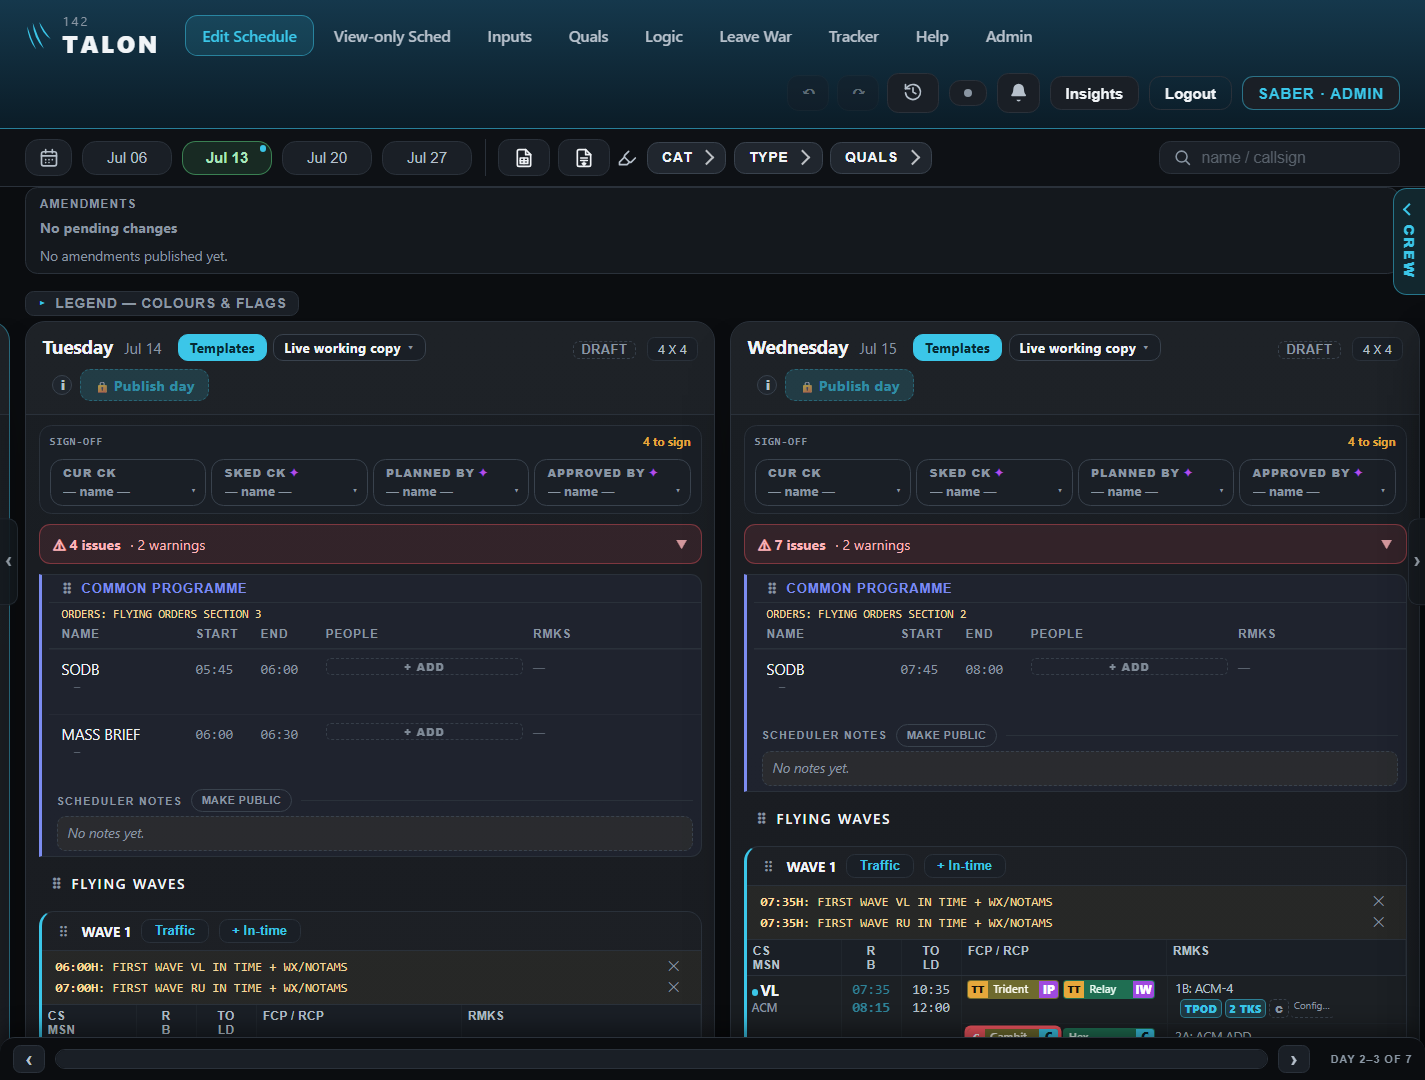 142
TALON
Edit Schedule
View-only Sched
Inputs
Quals
Logic
Leave War
Tracker
Help
Admin
Insights
Logout
SABER · ADMIN
Jul 06
Jul 13
Jul 20
Jul 27
CAT
TYPE
QUALS
name / callsign
CREW
AMENDMENTS
No pending changes
No amendments published yet.
LEGEND — COLOURS & FLAGS
Tuesday Jul 14
Templates
Live working copy
DRAFT
4 X 4
i
Publish day
SIGN-OFF
4 to sign
CUR CK
— name —
SKED CK
— name —
PLANNED BY
— name —
APPROVED BY
— name —
4 issues · 2 warnings
COMMON PROGRAMME
ORDERS: FLYING ORDERS SECTION 3
NAME START END PEOPLE RMKS
SODB 05:45 06:00 + ADD —
—
MASS BRIEF 06:00 06:30 + ADD —
—
SCHEDULER NOTES MAKE PUBLIC
No notes yet.
FLYING WAVES
WAVE 1 Traffic + In-time
06:00H: FIRST WAVE VL IN TIME + WX/NOTAMS
07:00H: FIRST WAVE RU IN TIME + WX/NOTAMS
CS R TO FCP / RCP RMKS
MSN B LD
Wednesday Jul 15
Templates
Live working copy
DRAFT
4 X 4
i
Publish day
SIGN-OFF
4 to sign
CUR CK
— name —
SKED CK
— name —
PLANNED BY
— name —
APPROVED BY
— name —
7 issues · 2 warnings
COMMON PROGRAMME
ORDERS: FLYING ORDERS SECTION 2
NAME START END PEOPLE RMKS
SODB 07:45 08:00 + ADD —
—
SCHEDULER NOTES MAKE PUBLIC
No notes yet.
FLYING WAVES
WAVE 1 Traffic + In-time
07:35H: FIRST WAVE VL IN TIME + WX/NOTAMS
07:35H: FIRST WAVE RU IN TIME + WX/NOTAMS
CS R TO FCP / RCP RMKS
MSN B LD
VL 07:35 10:35 TT Trident IP TT Relay IW 1B: ACM-4
ACM 08:15 12:00 TPOD 2 TKS C Config...
Gambit C Hex C 2A: ACM ADD
DAY 2–3 OF 7